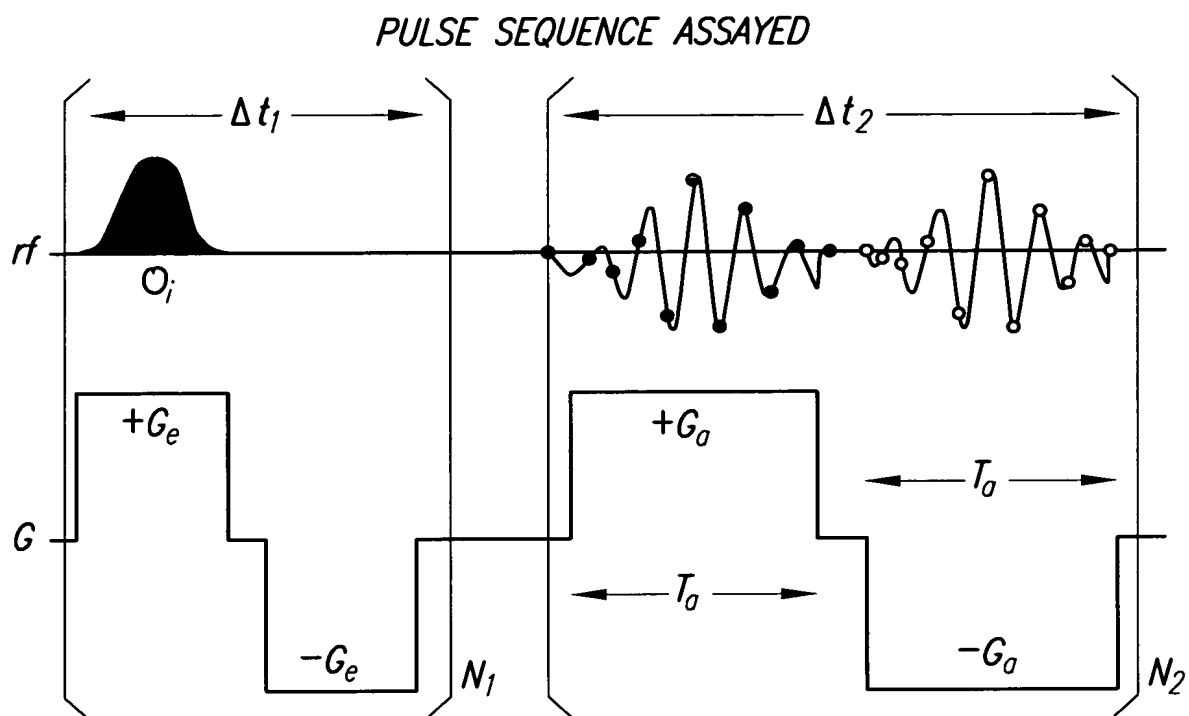 PULSE SEQUENCE ASSAYED
Δt₁
Δt₂
rf
Oᵢ
+Gₑ
+Gₐ
Tₐ
G
Tₐ
-Gₑ
N₁
-Gₐ
N₂